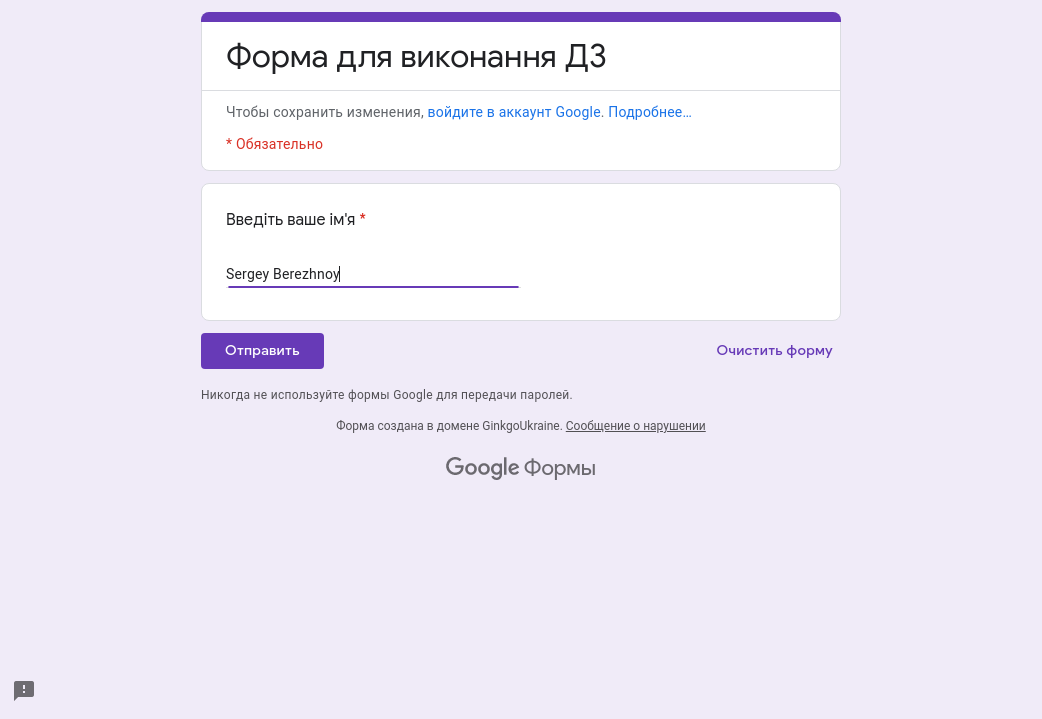 Форма для виконання ДЗ
Чтобы сохранить изменения, войдите в аккаунт Google. Подробнее…
* Обязательно
Введіть ваше ім'я *
Sergey Berezhnoy
Отправить
Очистить форму
Никогда не используйте формы Google для передачи паролей.
Форма создана в домене GinkgoUkraine. Сообщение о нарушении
Google Формы